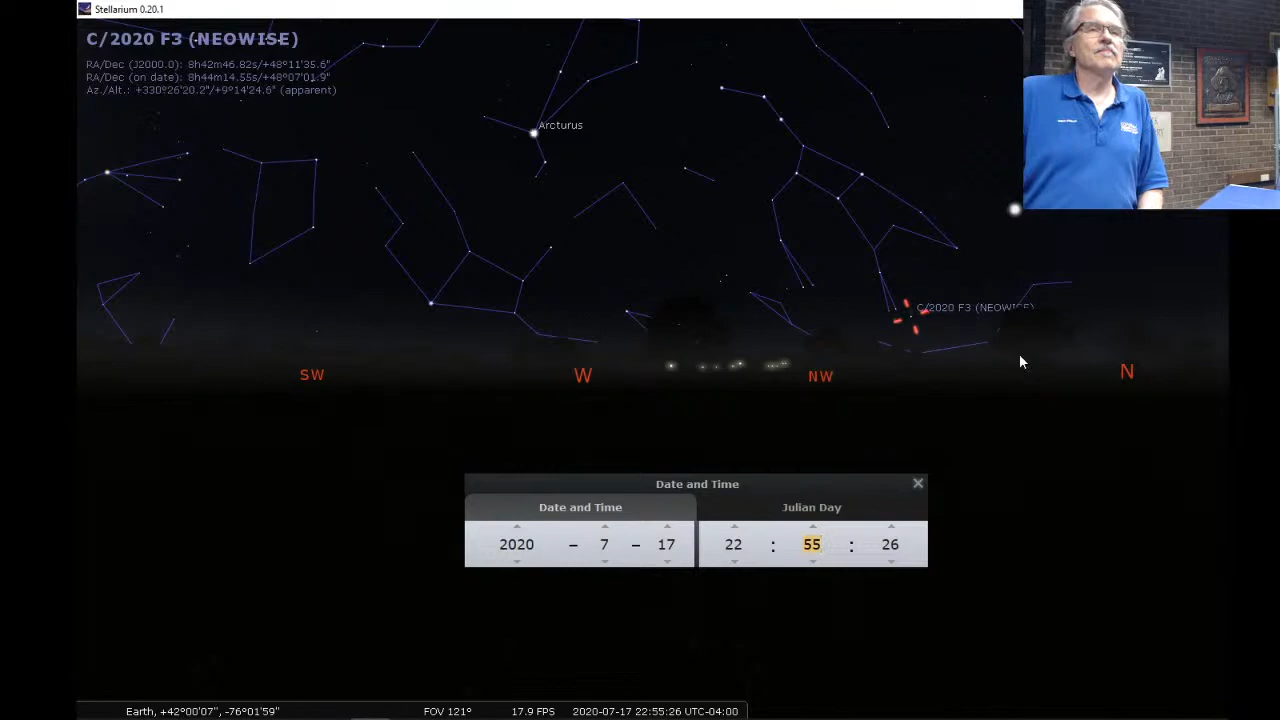 Stellarium 0.20.1
C/2020 F3 (NEOWISE)
RA/Dec (J2000.0): 8h42m46.82s/+48°11'35.6"
RA/Dec (on date): 8h44m14.55s/+48°07'01.9"
Az./Alt.: +330°26'20.2"/+9°14'24.6" (apparent)
Arcturus
C/2020 F3 (NEOWISE)
SW
W
NW
N
Date and Time
Date and Time
Julian Day
2020 – 7 – 17 22 : 55 : 26
Earth, +42°00'07", -76°01'59"
FOV 121°
17.9 FPS
2020-07-17 22:55:26 UTC-04:00